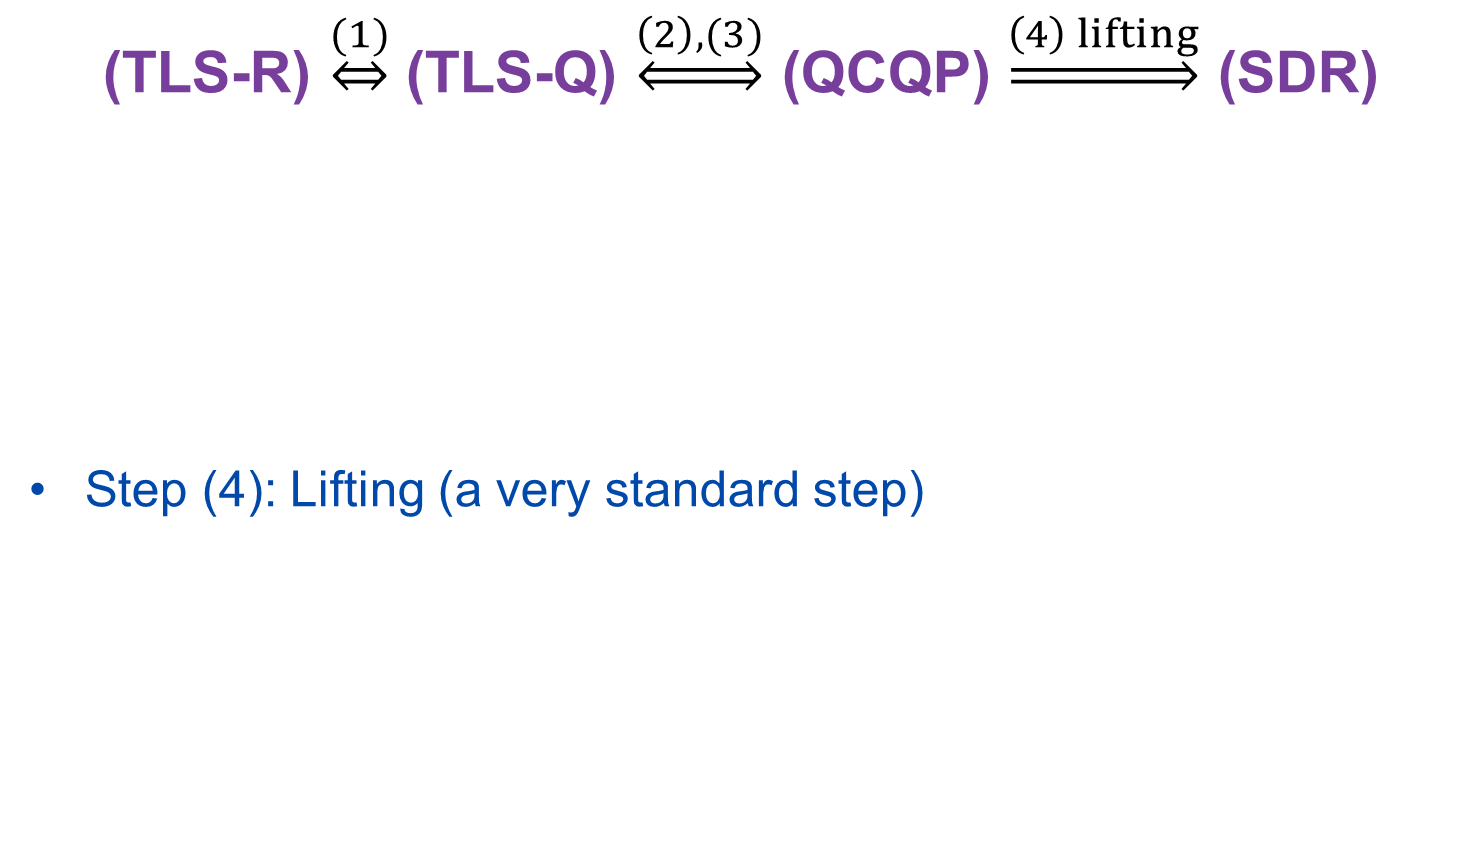 (TLS-R) (1) ⇔ (TLS-Q) (2),(3) ⟺ (QCQP) (4) lifting ⟹ (SDR)
• Step (4): Lifting (a very standard step)